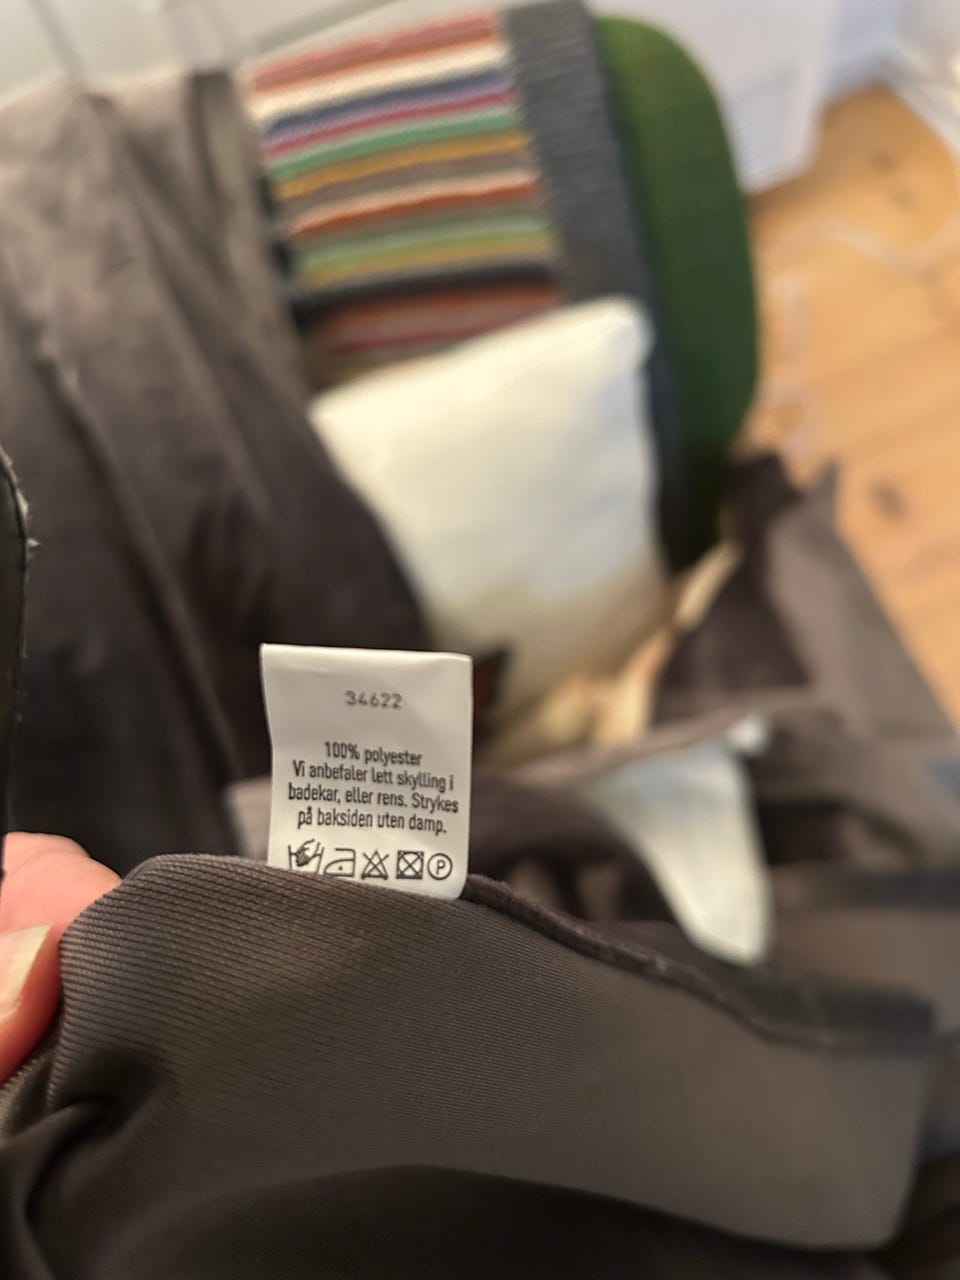 34622
100% polyester
Vi anbefaler lett skylling i
badekar, eller rens. Strykes
på baksiden uten damp.
P